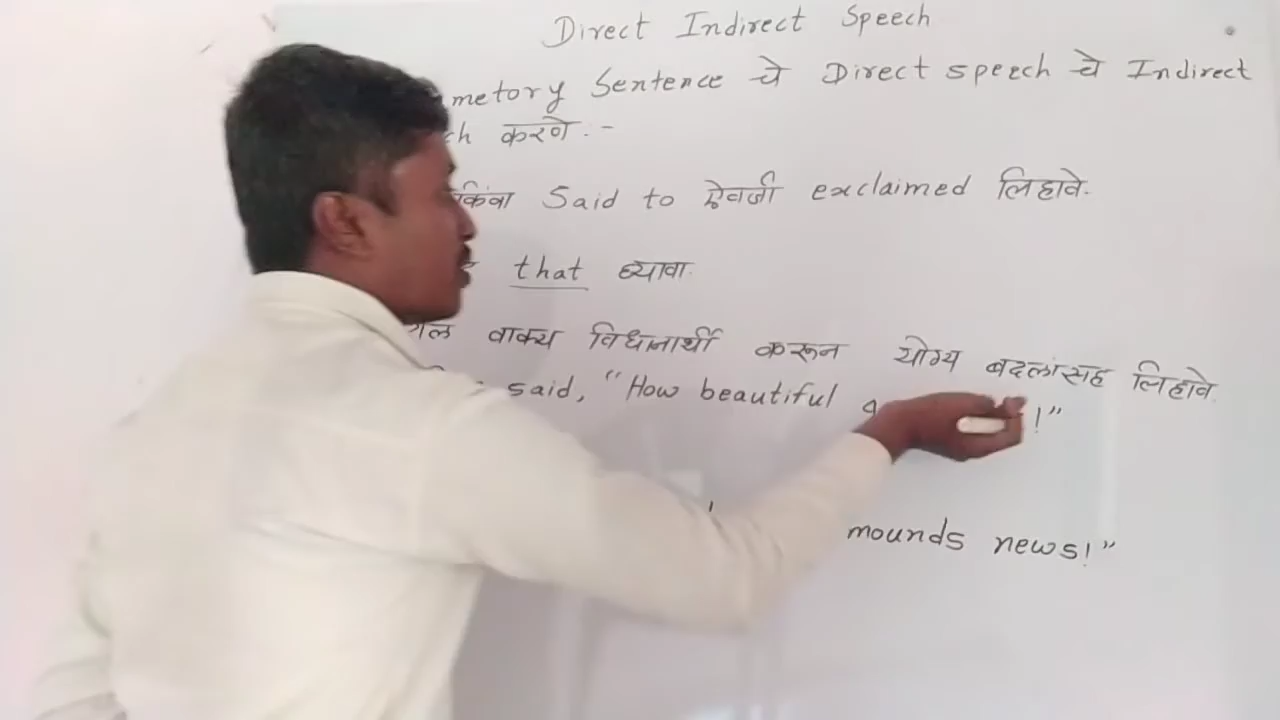 Direct Indirect Speech
metory Sentence चे Direct speech चे Indirect
ch करणे :-
किंवा Said to ऐवजी exclaimed लिहावे.
that घ्यावा.
वाक्य विधानार्थी करून योग्य बदलांसह लिहावे.
said, "How beautiful !"
mounds news!"